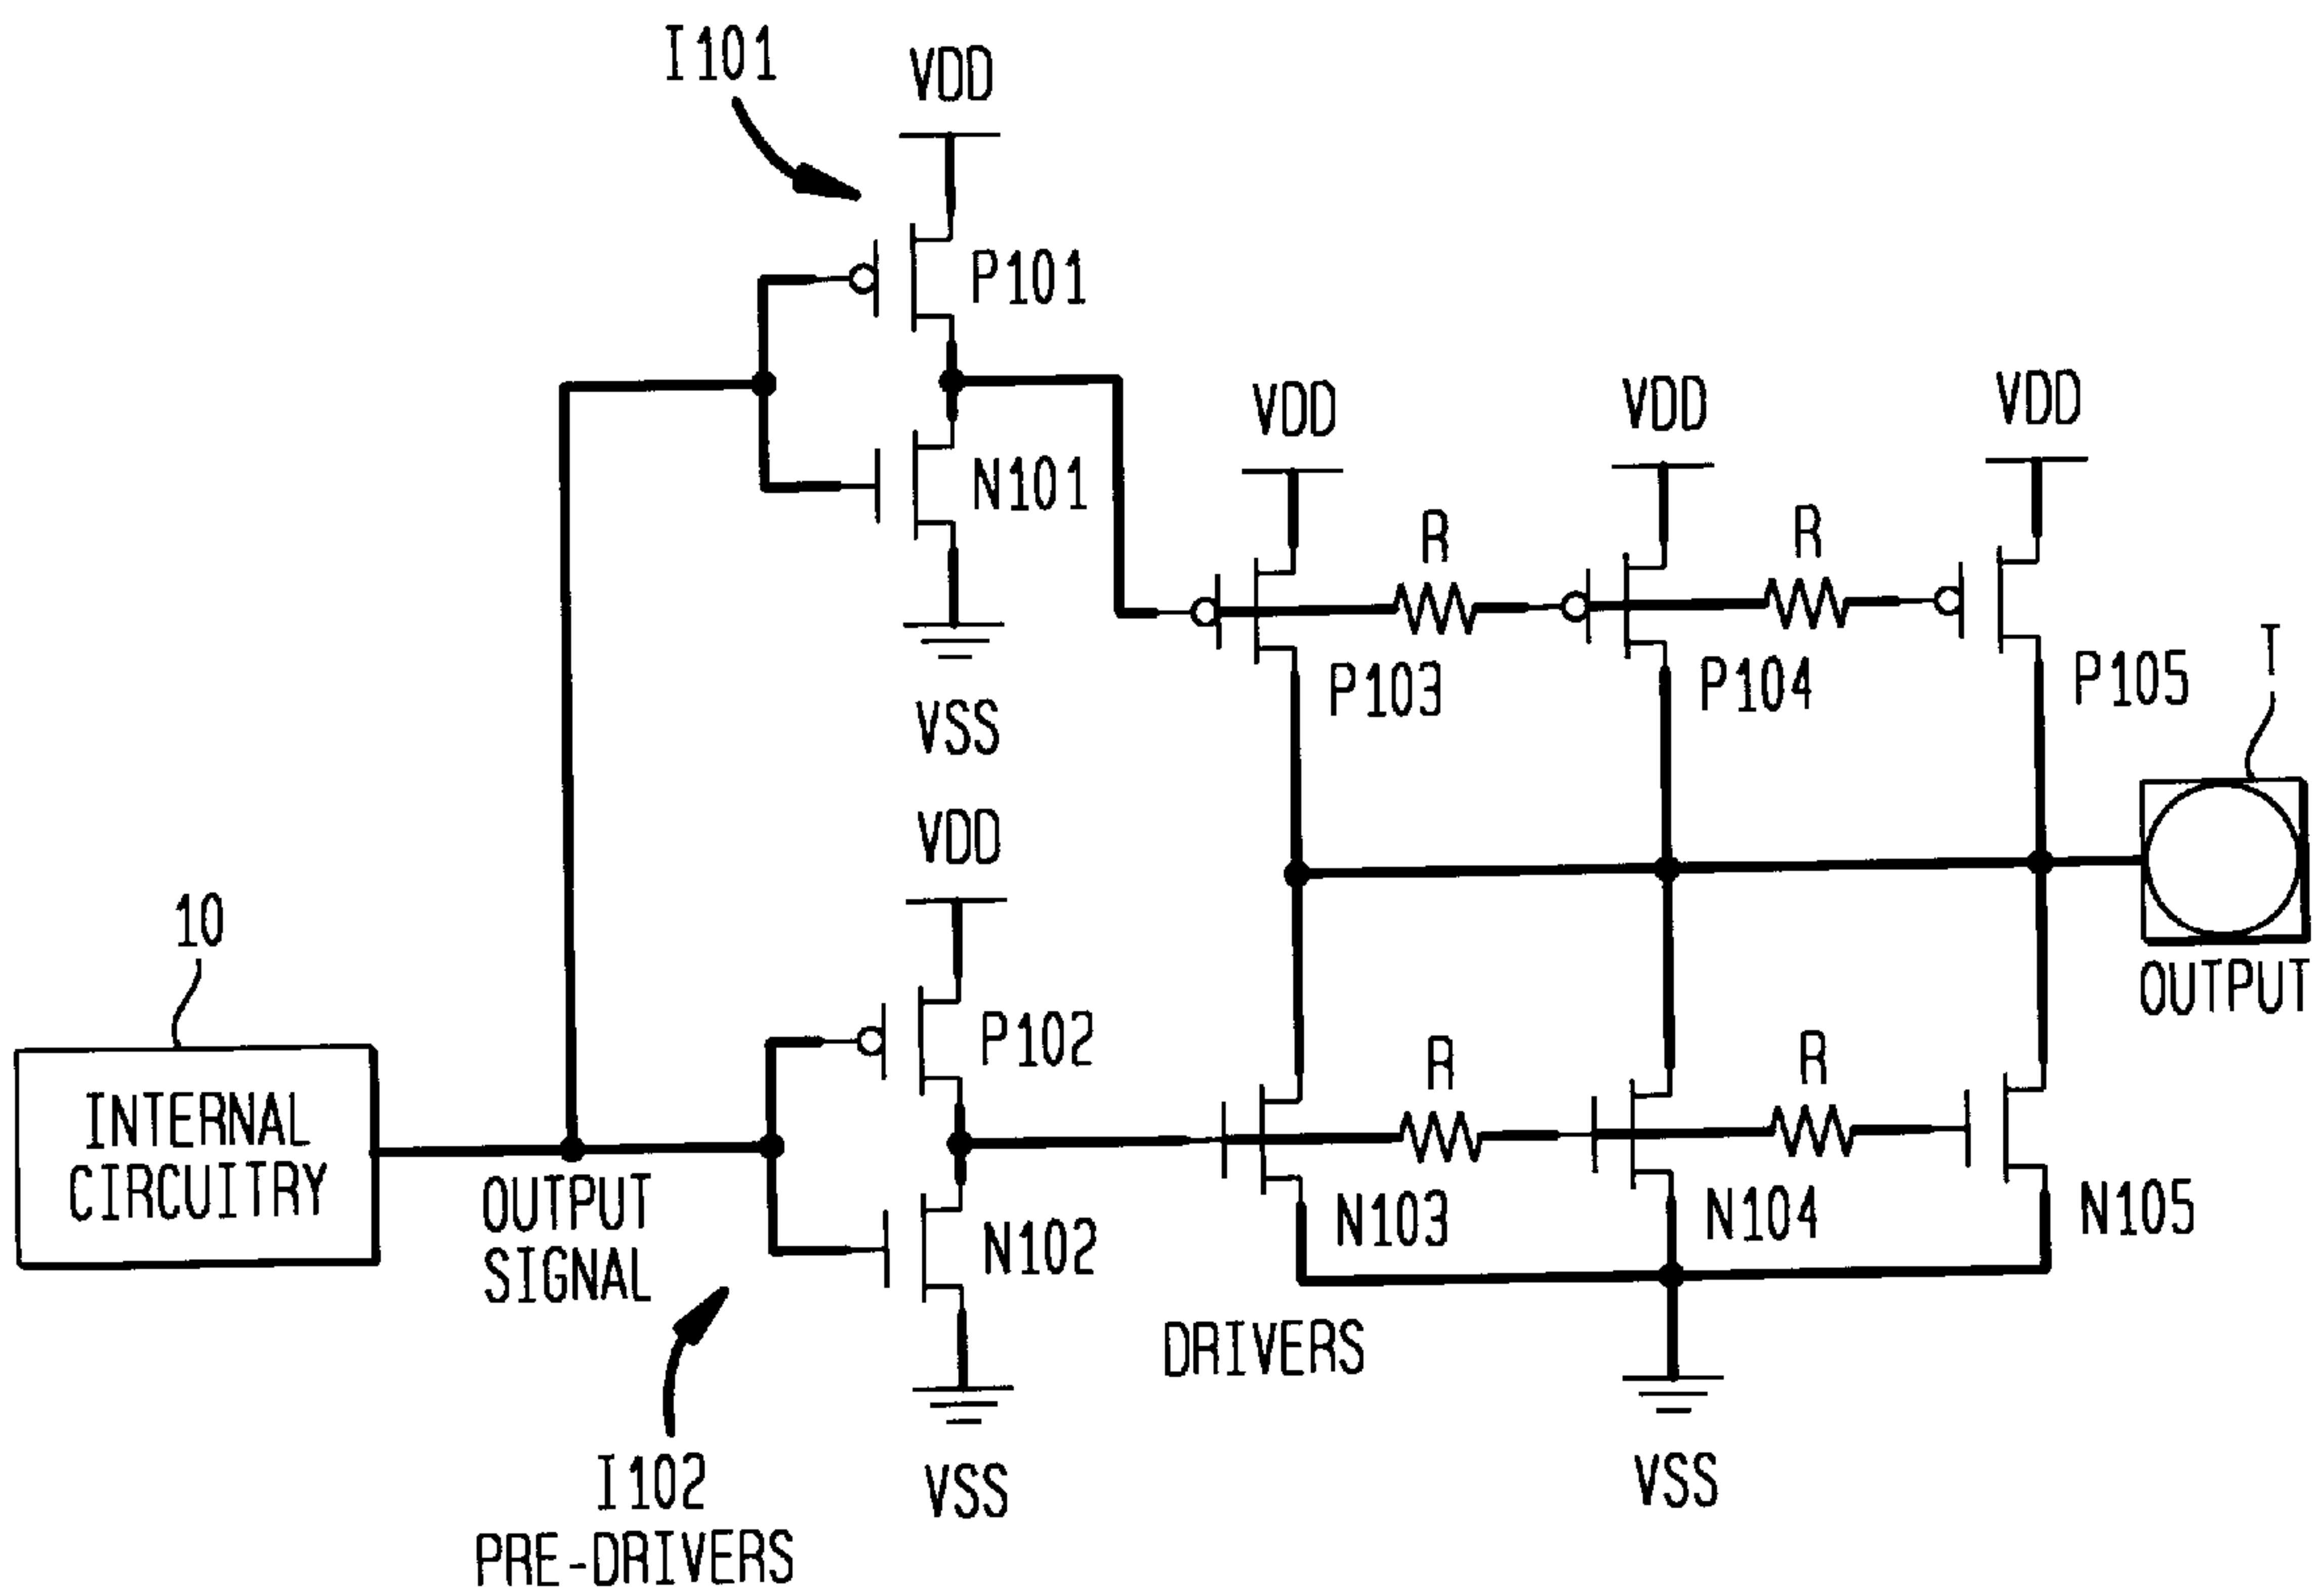 I101
VDD
P101
N101
VSS
VDD
VDD
VDD
R
R
P103
P104
P105
T
OUTPUT
VDD
10
INTERNAL
CIRCUITRY
OUTPUT
SIGNAL
P102
N102
R
R
N103
N104
N105
DRIVERS
VSS
VSS
I102
PRE-DRIVERS